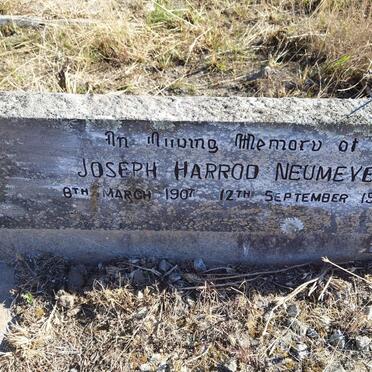 In Loving Memory of
JOSEPH HARROD NEUMEYE
8TH MARCH 1907 12TH SEPTEMBER 19